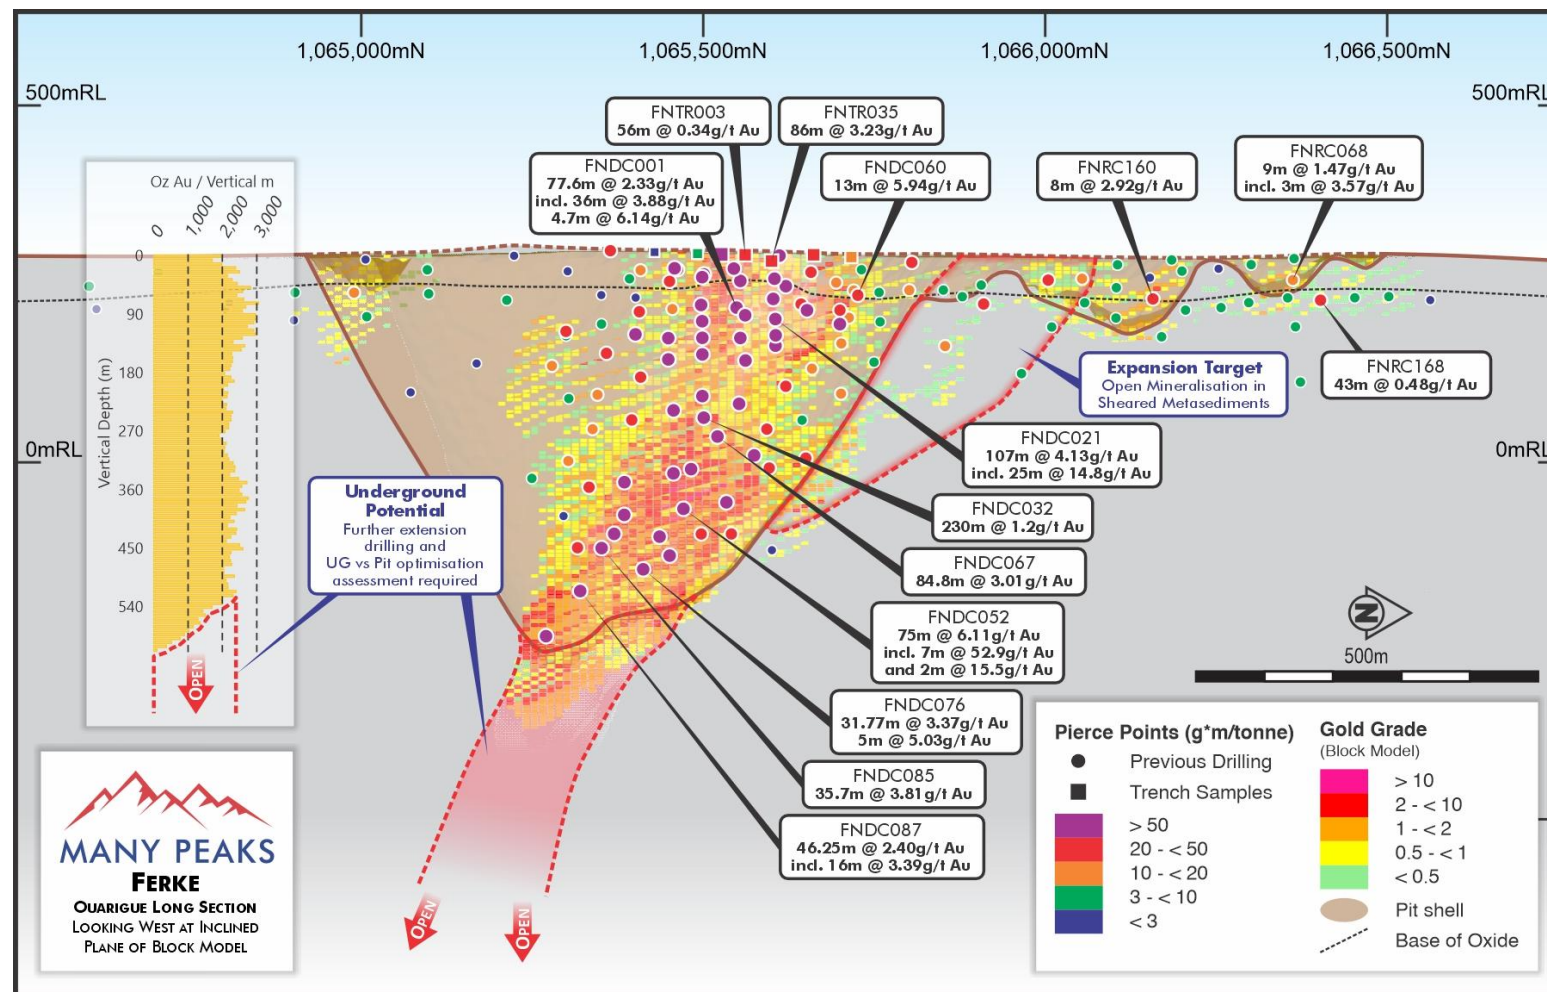 1,065,000mN
1,065,500mN
1,066,000mN
1,066,500mN
500mRL
500mRL
FNTR003
56m @ 0.34g/t Au
FNTR035
86m @ 3.23g/t Au
FNDC001
77.6m @ 2.33g/t Au
incl. 36m @ 3.88g/t Au
4.7m @ 6.14g/t Au
FNDC060
13m @ 5.94g/t Au
FNRC160
8m @ 2.92g/t Au
FNRC068
9m @ 1.47g/t Au
incl. 3m @ 3.57g/t Au
Oz Au / Vertical m
0
1,000
2,000
3,000
Vertical Depth (m)
0
90
180
270
360
450
540
OPEN
FNRC168
43m @ 0.48g/t Au
Expansion Target
Open Mineralisation in
Sheared Metasediments
0mRL
0mRL
FNDC021
107m @ 4.13g/t Au
incl. 25m @ 14.8g/t Au
Underground
Potential
Further extension
drilling and
UG vs Pit optimisation
assessment required
FNDC032
230m @ 1.2g/t Au
FNDC067
84.8m @ 3.01g/t Au
FNDC052
75m @ 6.11g/t Au
incl. 7m @ 52.9g/t Au
and 2m @ 15.5g/t Au
FNDC076
31.77m @ 3.37g/t Au
5m @ 5.03g/t Au
FNDC085
35.7m @ 3.81g/t Au
FNDC087
46.25m @ 2.40g/t Au
incl. 16m @ 3.39g/t Au
OPEN
OPEN
N
500m
MANY PEAKS
FERKE
OUARIGUE LONG SECTION
LOOKING WEST AT INCLINED
PLANE OF BLOCK MODEL
Pierce Points (g*m/tonne)
Previous Drilling
Trench Samples
> 50
20 - < 50
10 - < 20
3 - < 10
< 3
Gold Grade
(Block Model)
> 10
2 - < 10
1 - < 2
0.5 - < 1
< 0.5
Pit shell
Base of Oxide